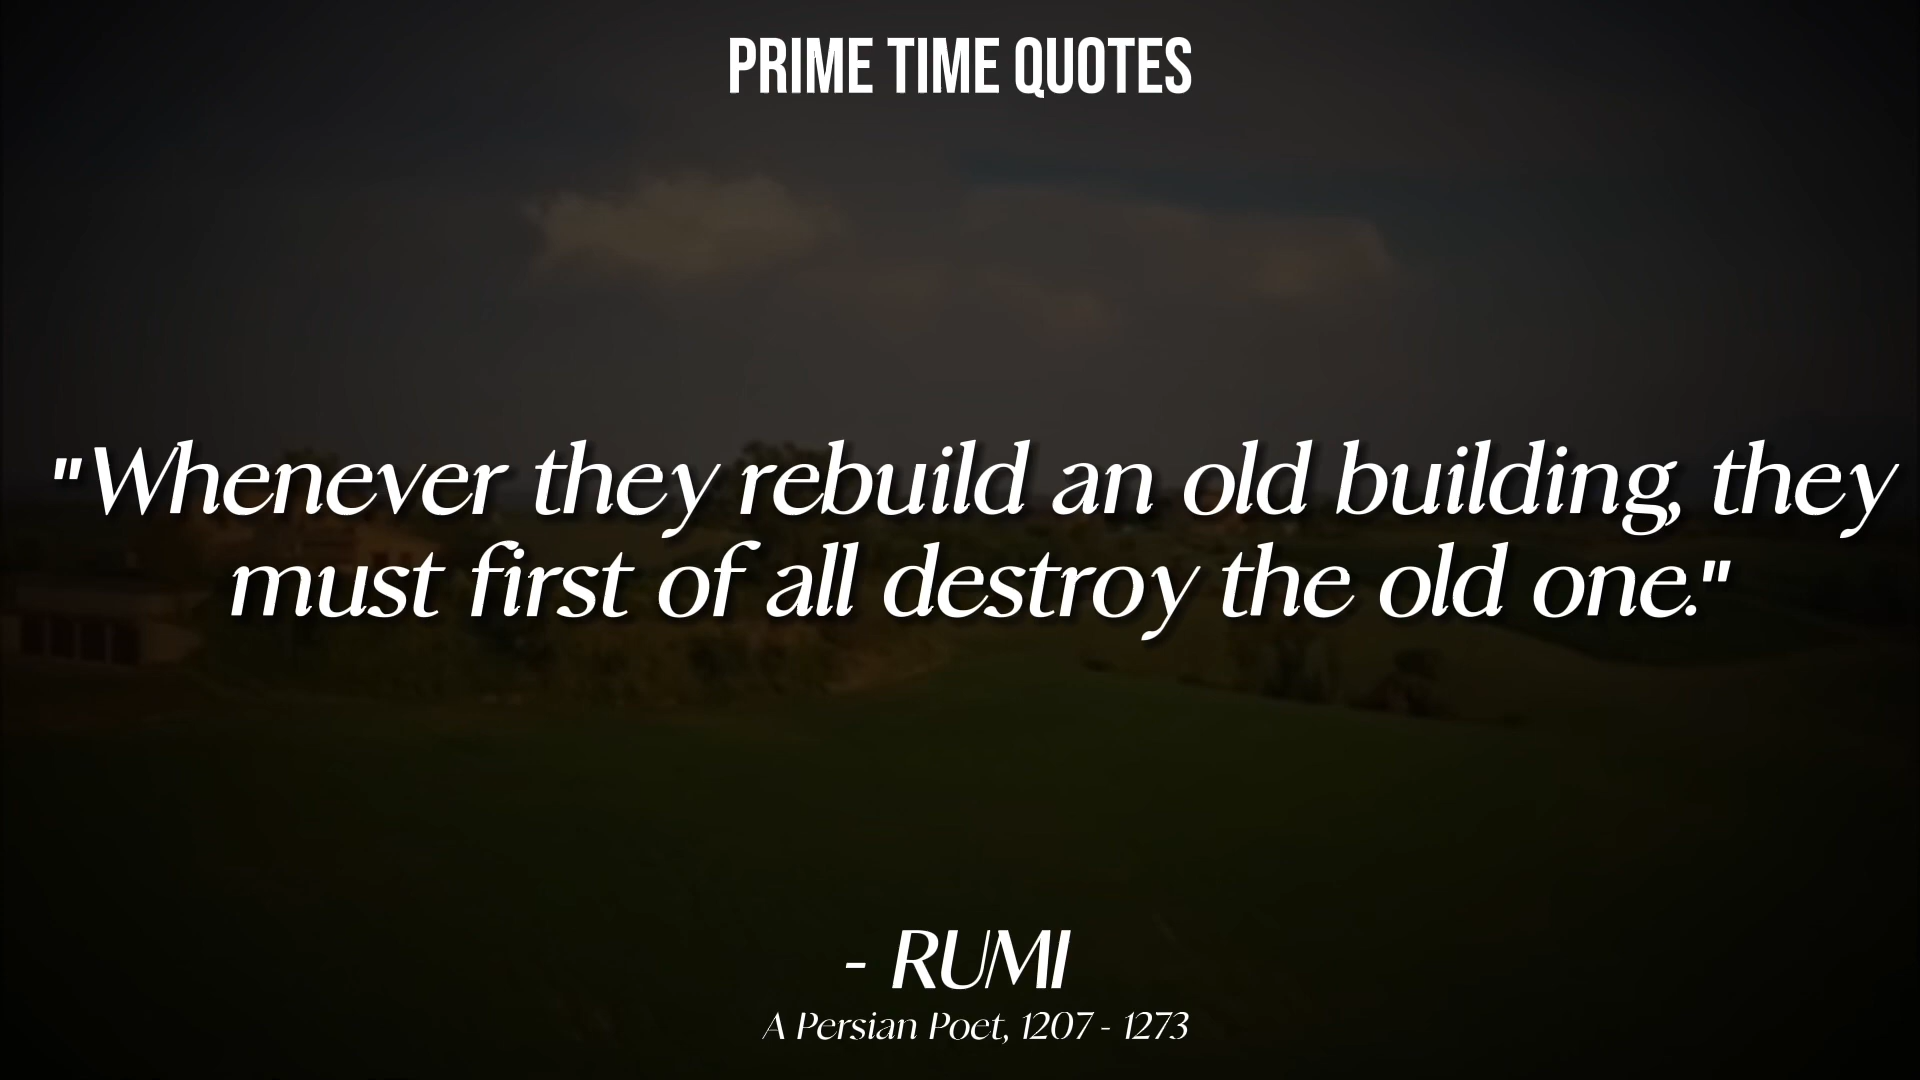 PRIME TIME QUOTES
"Whenever they rebuild an old building, they
must first of all destroy the old one."
- RUMI
A Persian Poet, 1207 - 1273